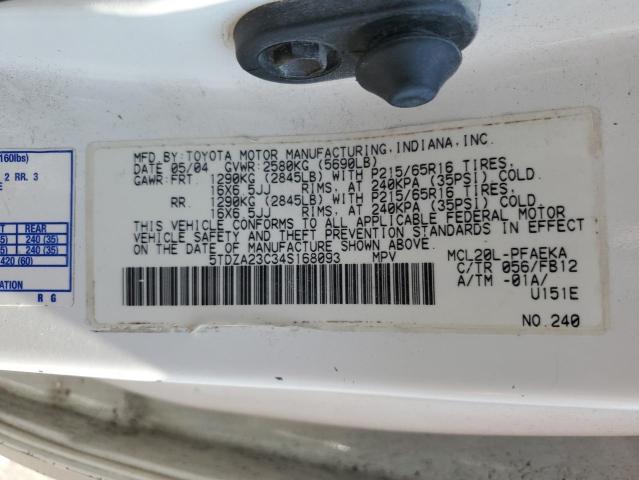 160lbs)
2 RR. 3
E
T REAR
5) 240 (35)
5) 240 (35)
420 (60)
ATION
R G
MFD.BY:TOYOTA MOTOR MANUFACTURING,INDIANA,INC.
DATE 05/04 GVWR:2580KG (5690LB)
GAWR:FRT. 1290KG (2845LB) WITH P215/65R16 TIRES,
16X6.5JJ RIMS, AT 240KPA (35PSI) COLD.
RR. 1290KG (2845LB) WITH P215/65R16 TIRES,
16X6.5JJ RIMS, AT 240KPA (35PSI) COLD.
THIS VEHICLE CONFORMS TO ALL APPLICABLE FEDERAL MOTOR
VEHICLE SAFETY, BUMPER, AND THEFT PREVENTION STANDARDS IN EFFECT
ON THE DATE OF MANUFACTURE SHOWN ABOVE.
5TDZA23C34S168093 MPV MCL20L-PFAEKA
C/TR 056/FB12
A/TM -01A/
U151E
NO.240